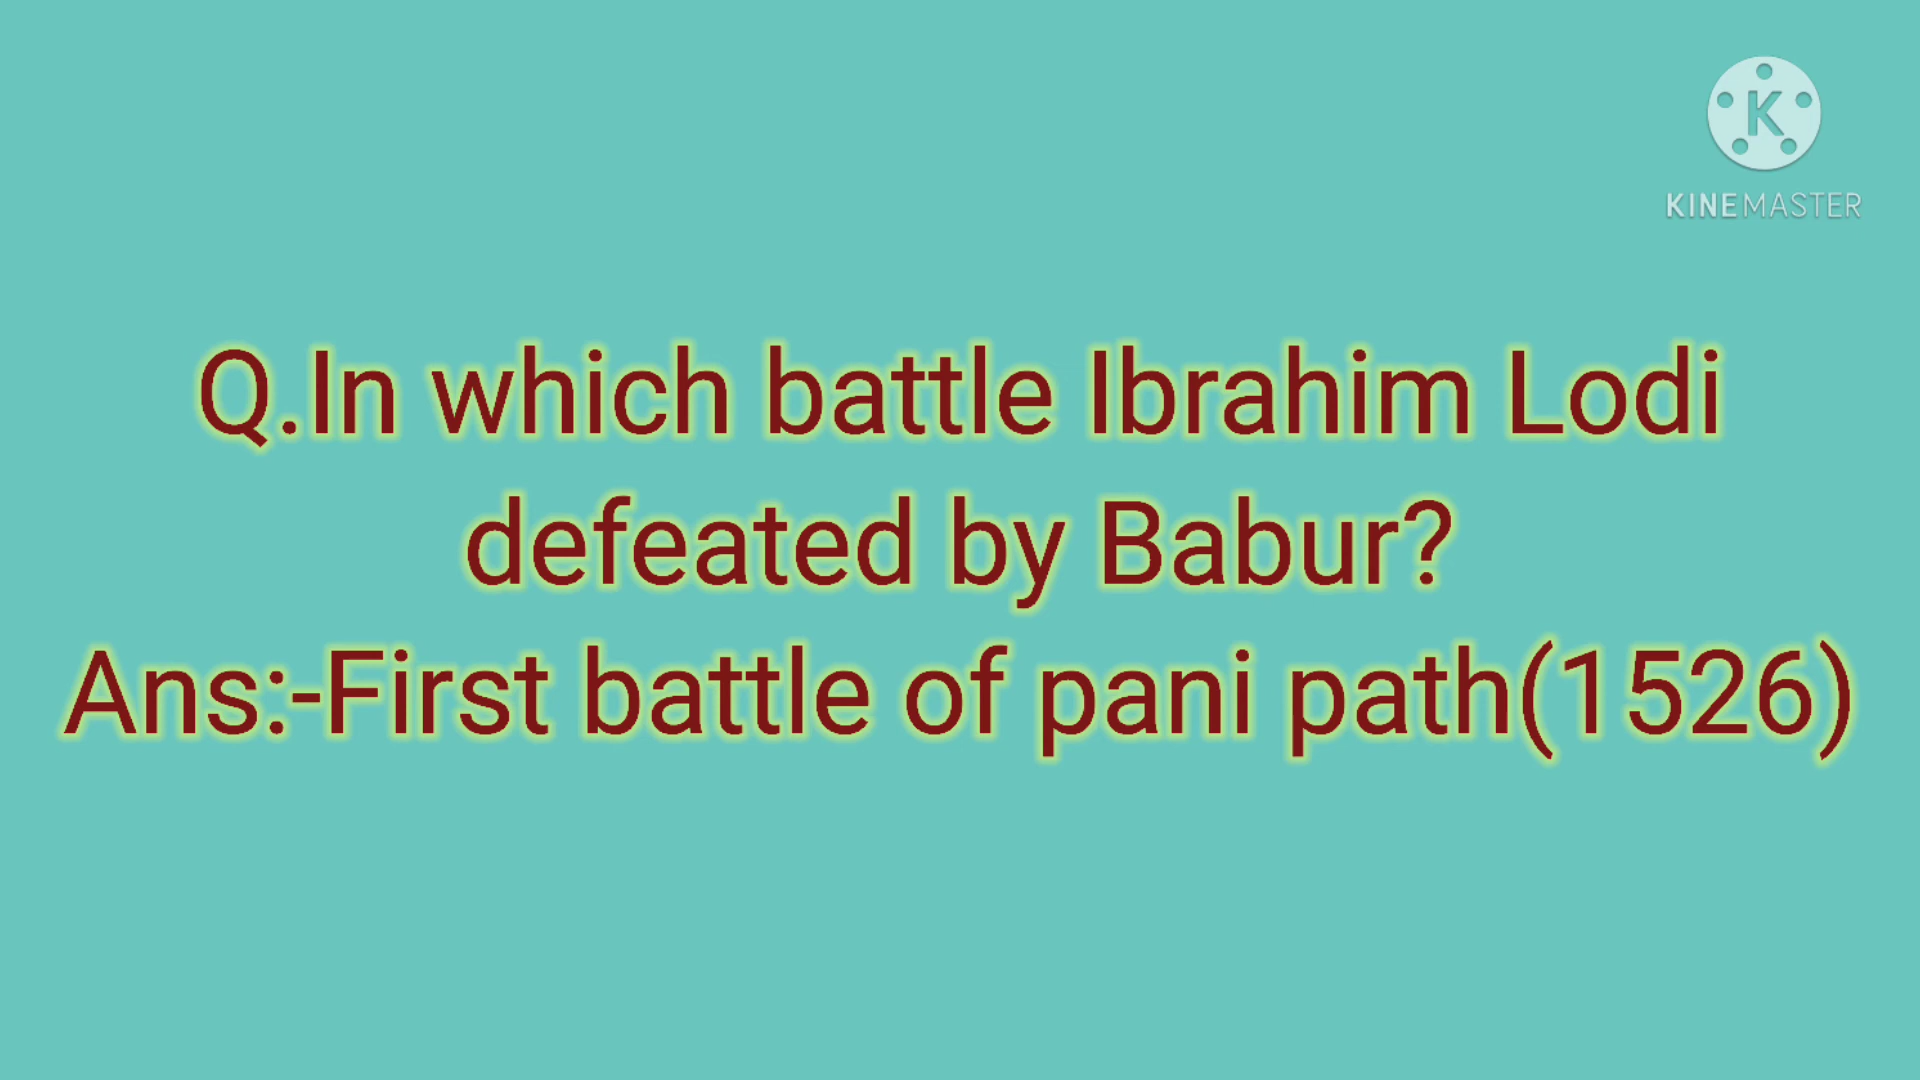 K
KINEMASTER
Q.In which battle Ibrahim Lodi
defeated by Babur?
Ans:-First battle of pani path(1526)